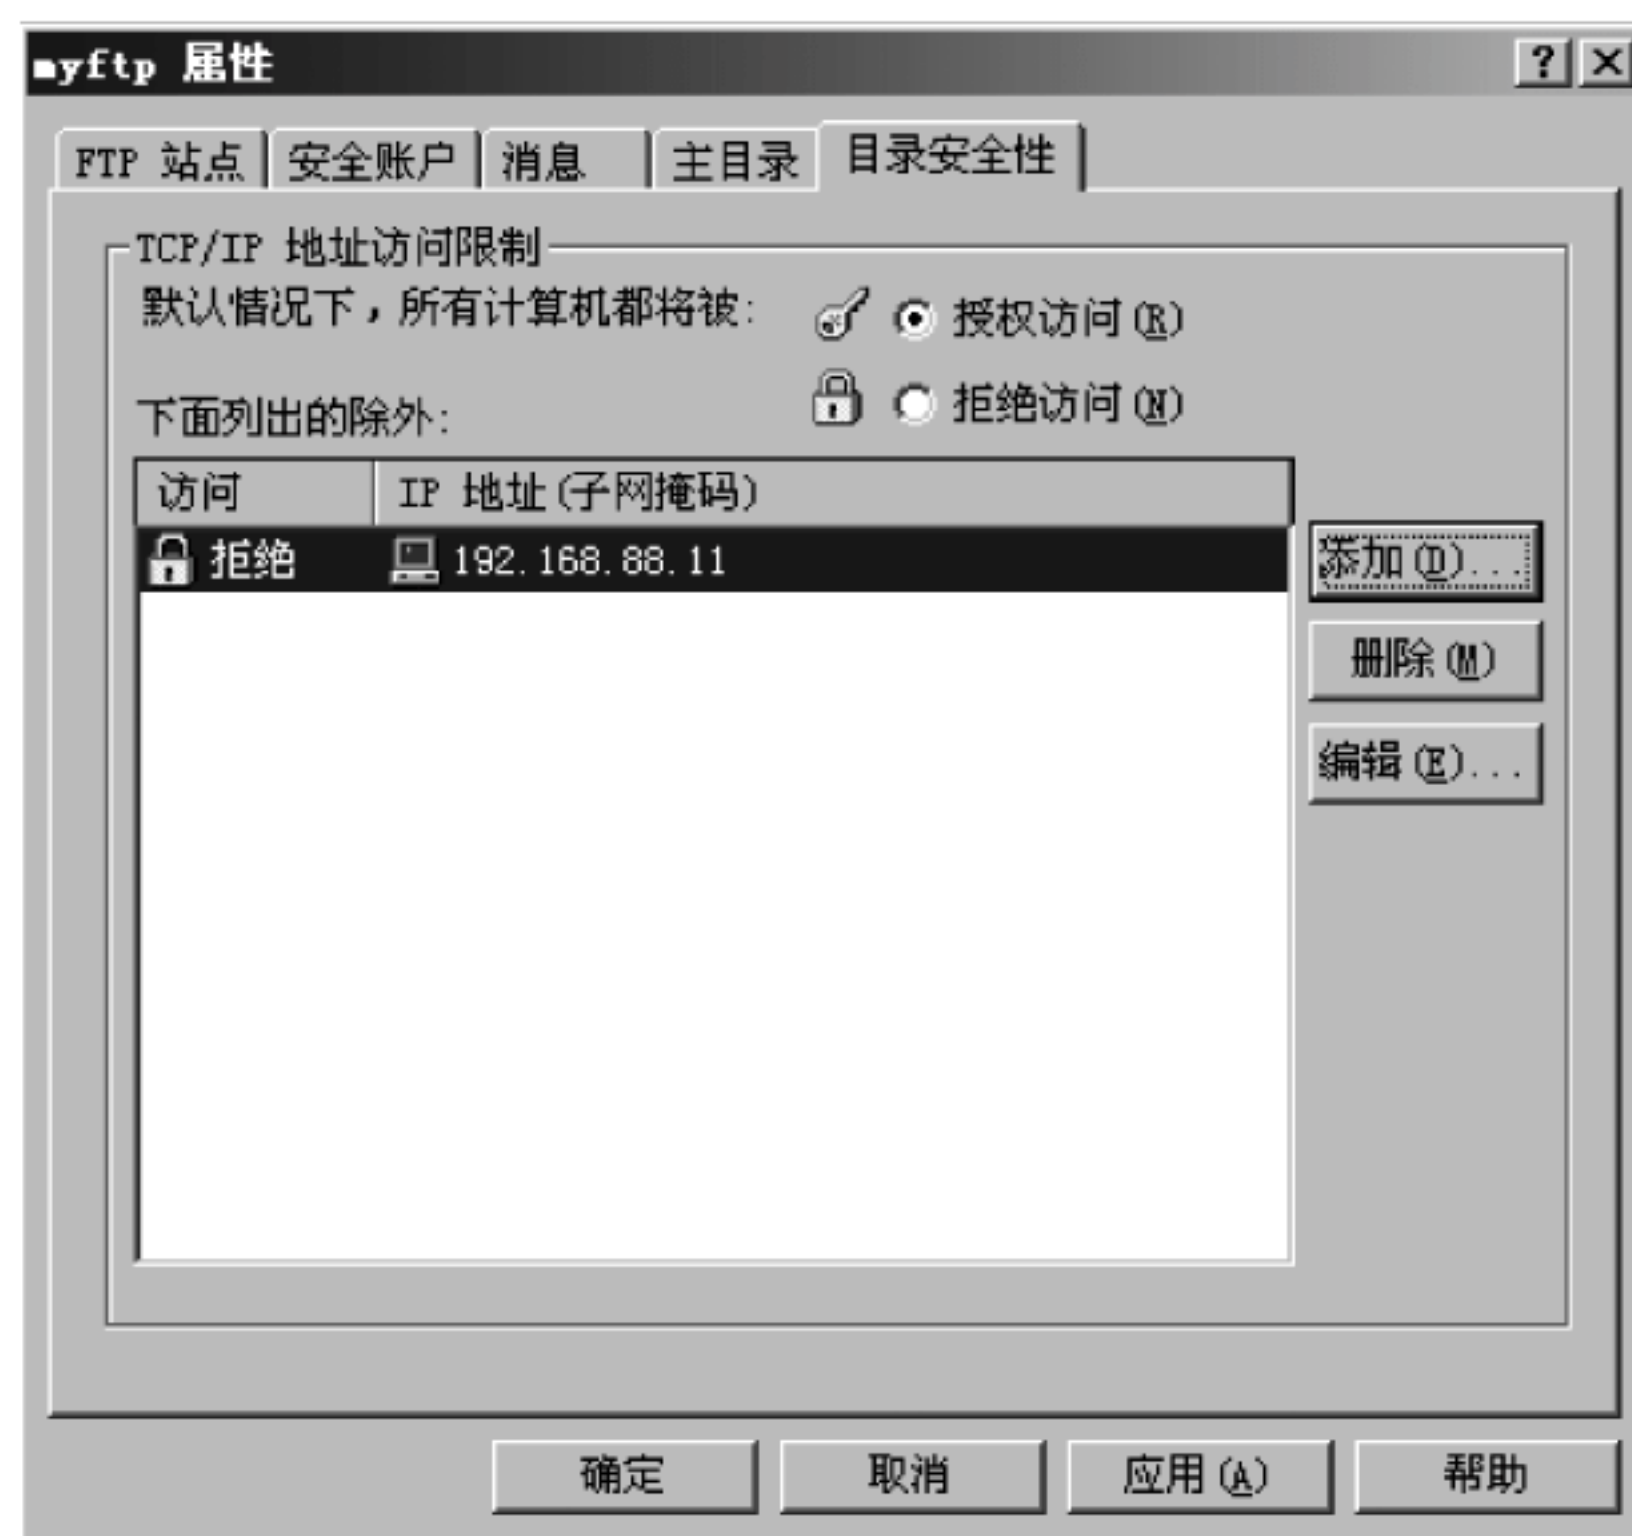 myftp 属性
FTP 站点 安全账户 消息 主目录 目录安全性
TCP/IP 地址访问限制
默认情况下，所有计算机都将被: 授权访问(R)
拒绝访问(N)
下面列出的除外:
访问 IP 地址(子网掩码)
拒绝 192.168.88.11
添加(D)...
删除(M)
编辑(E)...
确定 取消 应用(A) 帮助